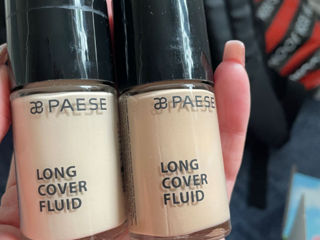 PAESE
LONG
COVER
FLUID
PAESE
LONG
COVER
FLUID